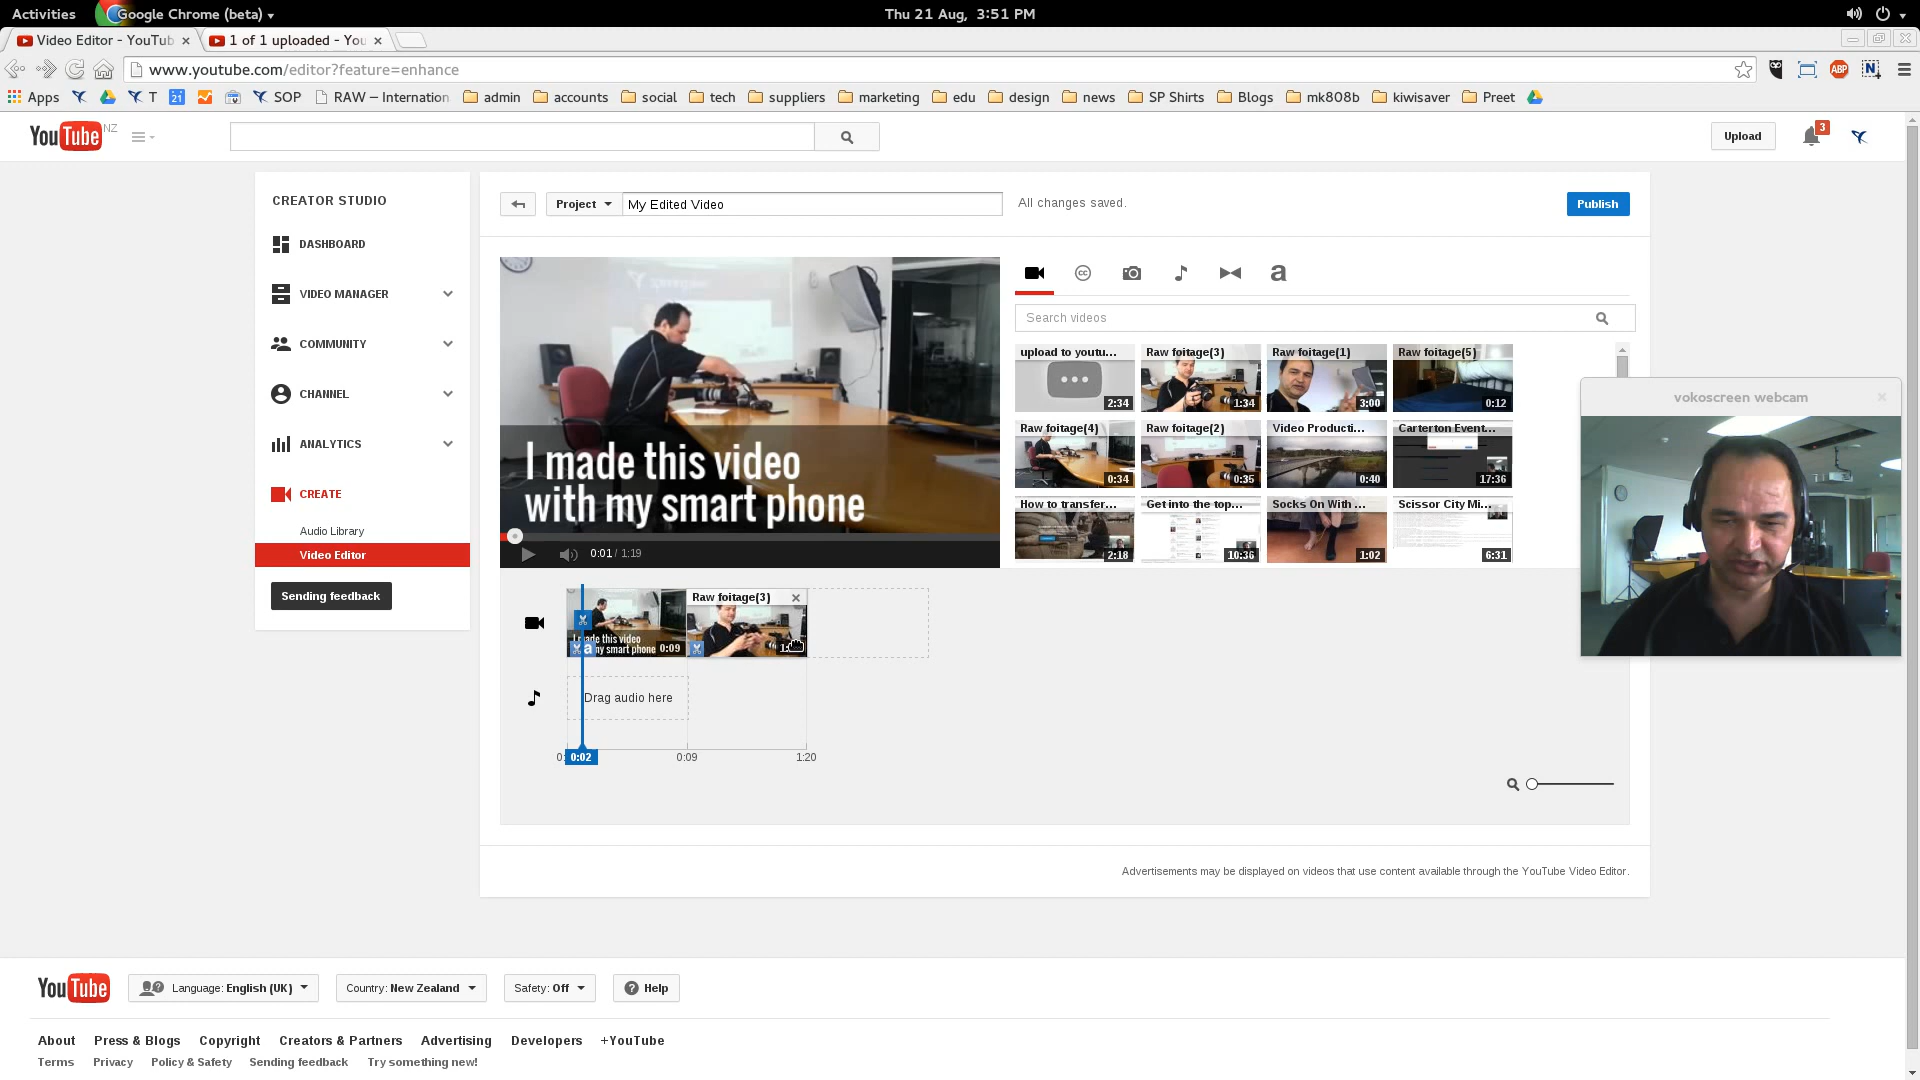 Activities
Google Chrome (beta)
Thu 21 Aug, 3:51 PM
Video Editor - YouTub
1 of 1 uploaded - You
www.youtube.com/editor?feature=enhance
Apps
T
21
SOP
RAW – Internation
admin
accounts
social
tech
suppliers
marketing
edu
design
news
SP Shirts
Blogs
mk808b
kiwisaver
Preet
ABP
N
YouTube NZ
Upload
3
CREATOR STUDIO
DASHBOARD
VIDEO MANAGER
COMMUNITY
CHANNEL
ANALYTICS
CREATE
Audio Library
Video Editor
Sending feedback
Project
My Edited Video
All changes saved.
Publish
I made this video
with my smart phone
0:01 / 1:19
cc
a
Search videos
upload to youtu...
2:34
Raw foitage(3)
1:34
Raw foitage(1)
3:00
Raw foitage(5)
0:12
Raw foitage(4)
0:34
Raw foitage(2)
0:35
Video Producti...
0:40
Carterton Event...
17:36
How to transfer...
2:18
Get into the top...
10:36
Socks On With ...
1:02
Scissor City Mi...
6:31
vokoscreen webcam
I made this video
my smart phone
a
0:09
Raw foitage(3)
Drag audio here
0:02
0:09
1:20
Advertisements may be displayed on videos that use content available through the YouTube Video Editor.
YouTube
Language: English (UK)
Country: New Zealand
Safety: Off
Help
About
Press & Blogs
Copyright
Creators & Partners
Advertising
Developers
+YouTube
Terms
Privacy
Policy & Safety
Sending feedback
Try something new!